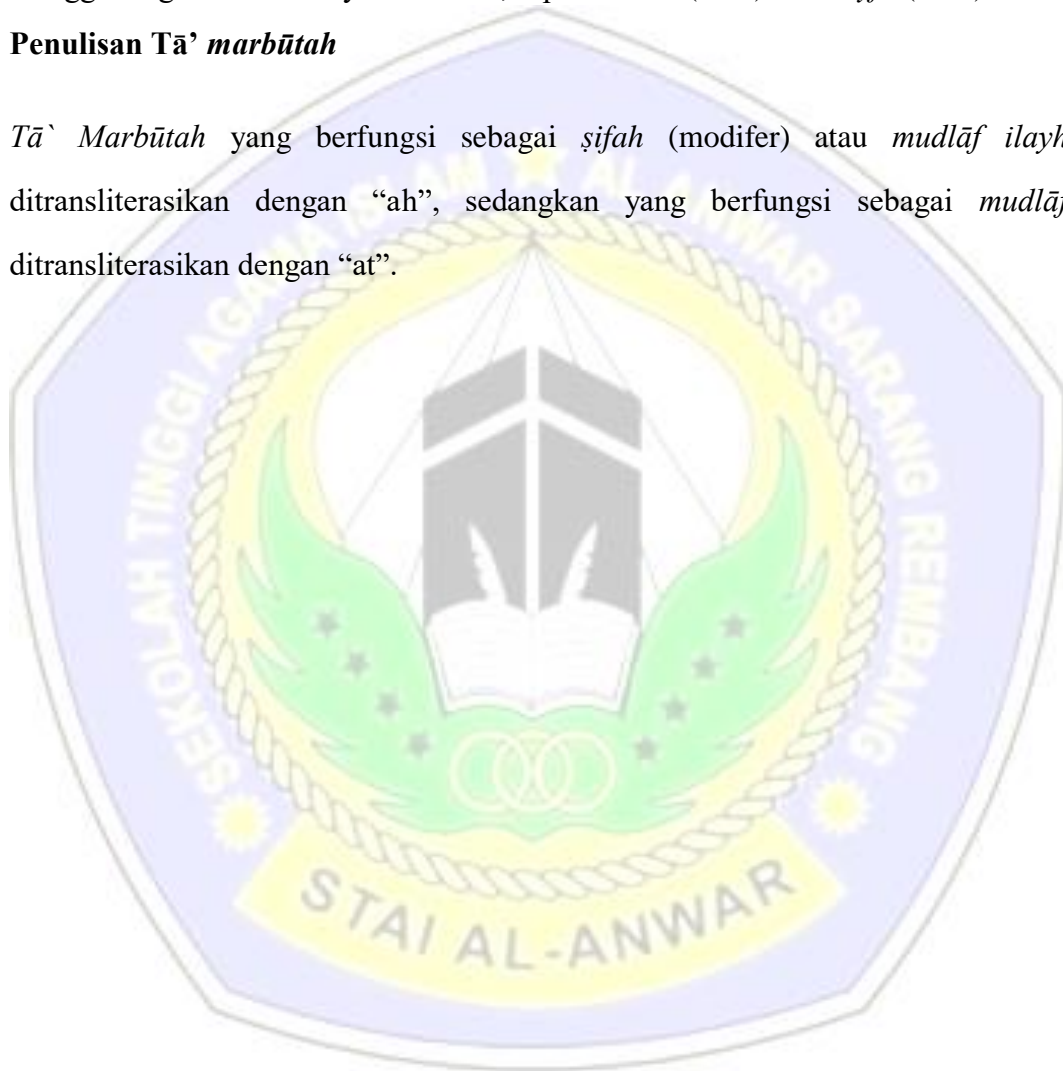 Penulisan Tā’ marbūtah
Tā` Marbūtah yang berfungsi sebagai ṣifah (modifer) atau mudlāf ilayh
ditransliterasikan dengan “ah”, sedangkan yang berfungsi sebagai mudlāf
ditransliterasikan dengan “at”.
SEKOLAH TINGGI AGAMA ISLAM AL ANWAR SARANG REMBANG
STAI AL-ANWAR